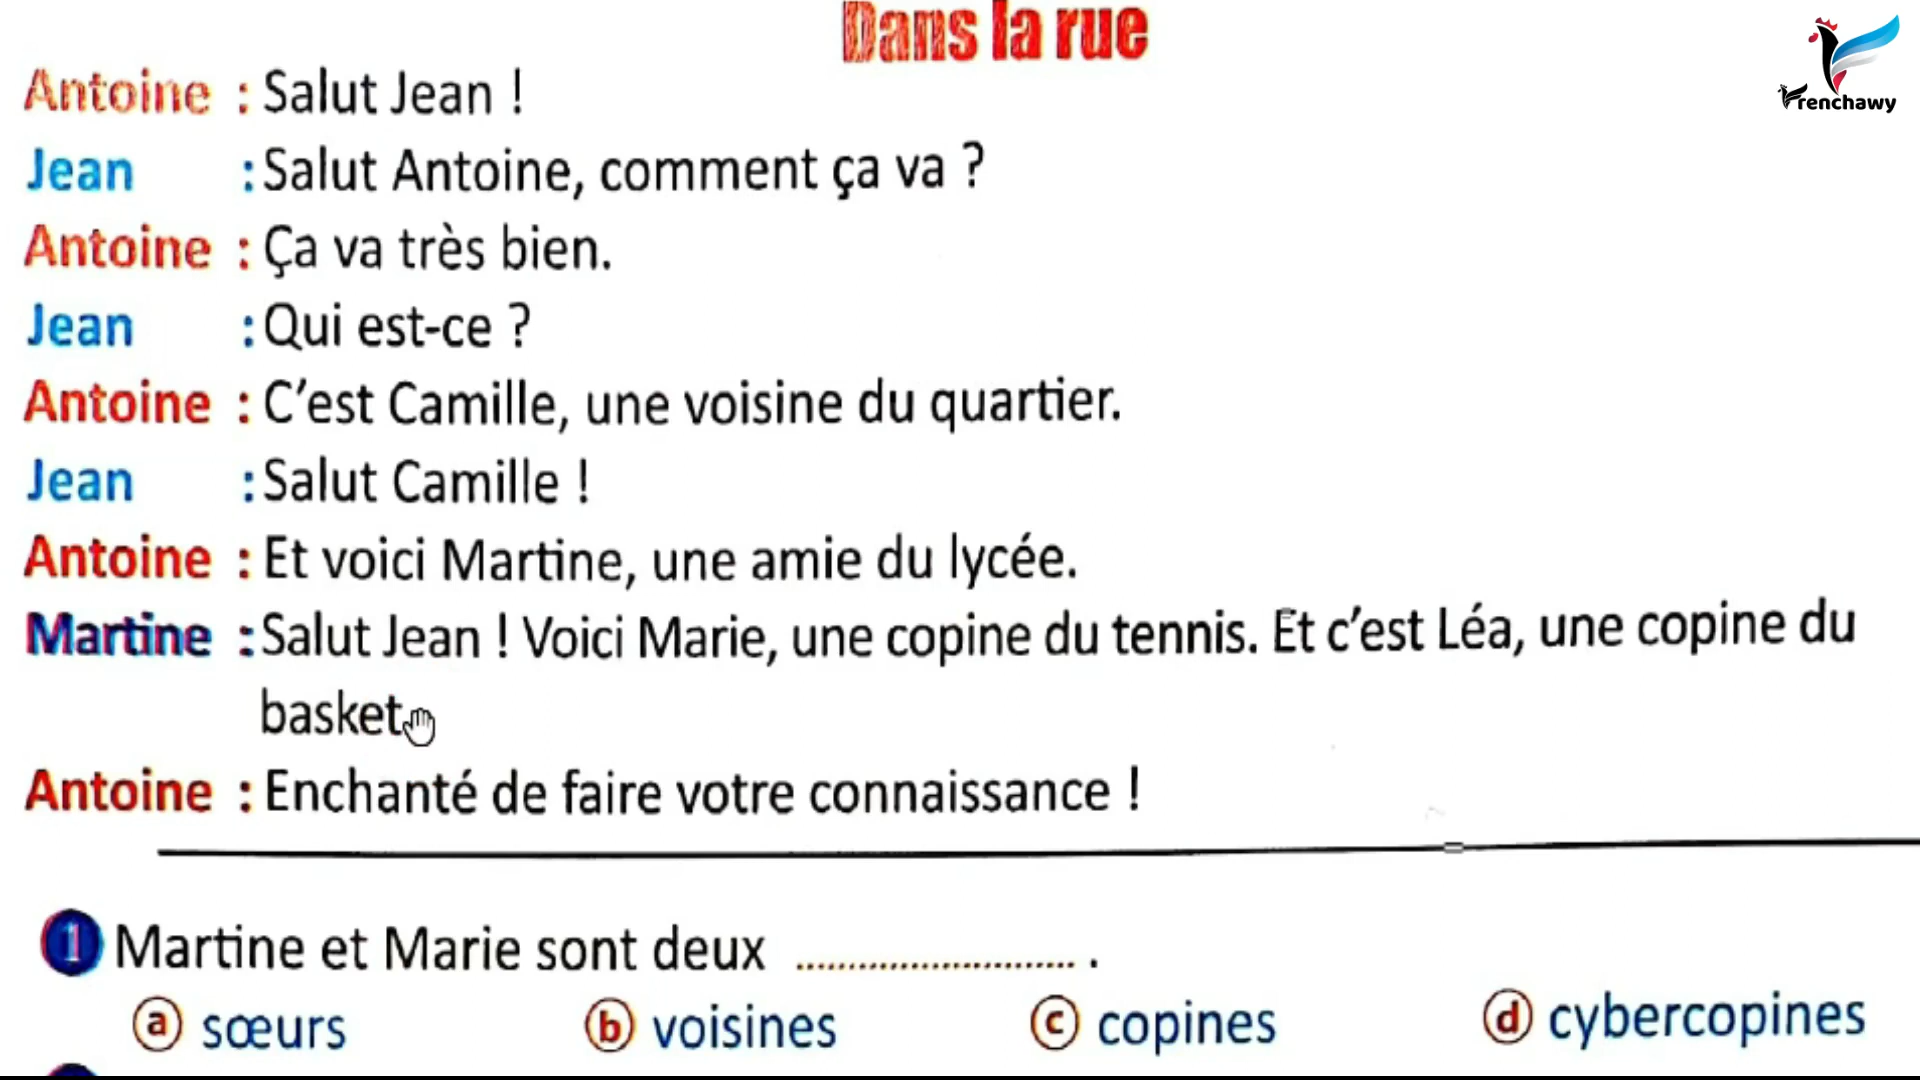 Dans la rue
Frenchawy
Antoine : Salut Jean !
Jean : Salut Antoine, comment ça va ?
Antoine : Ça va très bien.
Jean : Qui est-ce ?
Antoine : C'est Camille, une voisine du quartier.
Jean : Salut Camille !
Antoine : Et voici Martine, une amie du lycée.
Martine : Salut Jean ! Voici Marie, une copine du tennis. Et c'est Léa, une copine du
basket.
Antoine : Enchanté de faire votre connaissance !
1 Martine et Marie sont deux ........................... .
a sœurs b voisines c copines d cybercopines